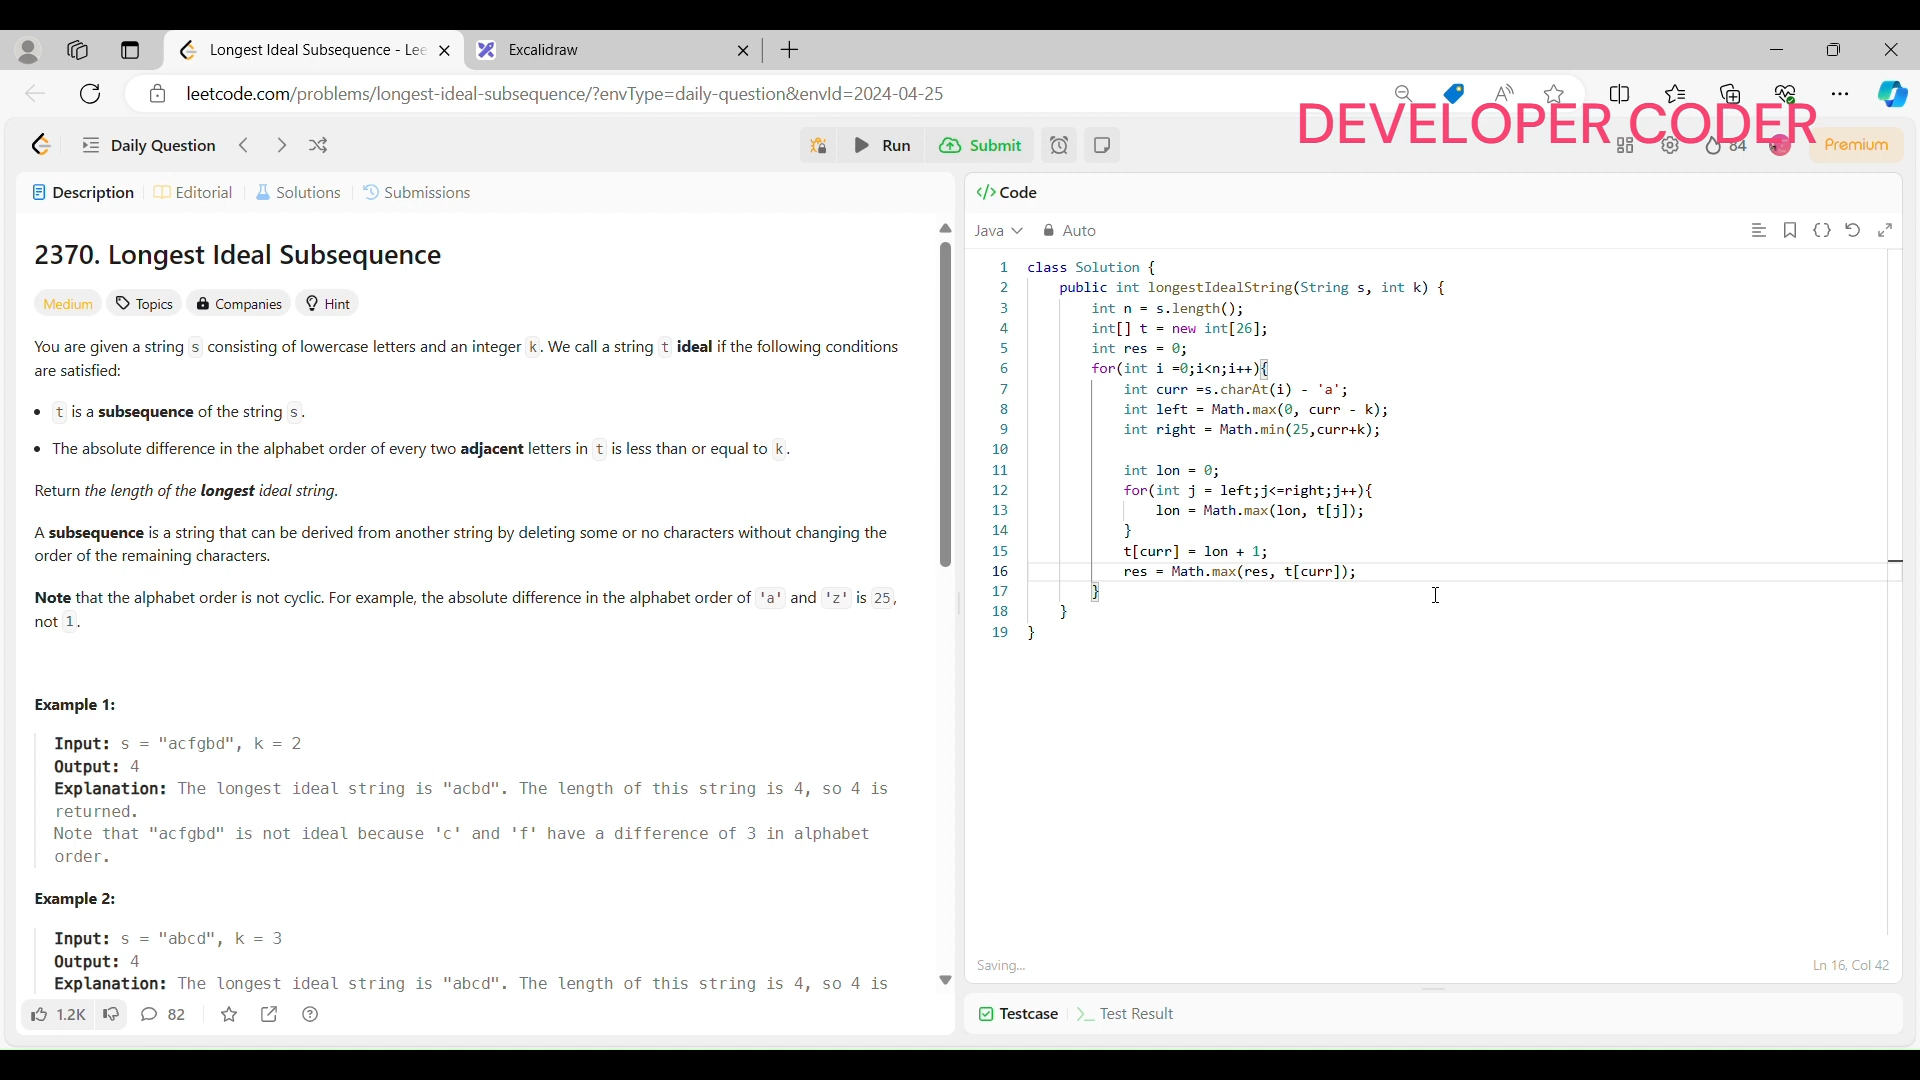 Longest Ideal Subsequence - Lee
Excalidraw
leetcode.com/problems/longest-ideal-subsequence/?envType=daily-question&envId=2024-04-25
DEVELOPER CODER
Daily Question
Run
Submit
84
Premium
Description
Editorial
Solutions
Submissions
2370. Longest Ideal Subsequence
Medium
Topics
Companies
Hint
You are given a string s consisting of lowercase letters and an integer k. We call a string t ideal if the following conditions
are satisfied:
• t is a subsequence of the string s.
• The absolute difference in the alphabet order of every two adjacent letters in t is less than or equal to k.
Return the length of the longest ideal string.
A subsequence is a string that can be derived from another string by deleting some or no characters without changing the
order of the remaining characters.
Note that the alphabet order is not cyclic. For example, the absolute difference in the alphabet order of 'a' and 'z' is 25,
not 1.
Example 1:
Input: s = "acfgbd", k = 2
Output: 4
Explanation: The longest ideal string is "acbd". The length of this string is 4, so 4 is
returned.
Note that "acfgbd" is not ideal because 'c' and 'f' have a difference of 3 in alphabet
order.
Example 2:
Input: s = "abcd", k = 3
Output: 4
Explanation: The longest ideal string is "abcd". The length of this string is 4, so 4 is
1.2K
82
</> Code
Java
Auto
1 class Solution {
2 public int longestIdealString(String s, int k) {
3 int n = s.length();
4 int[] t = new int[26];
5 int res = 0;
6 for(int i =0;i<n;i++){
7 int curr =s.charAt(i) - 'a';
8 int left = Math.max(0, curr - k);
9 int right = Math.min(25,curr+k);
10
11 int lon = 0;
12 for(int j = left;j<=right;j++){
13 lon = Math.max(lon, t[j]);
14 }
15 t[curr] = lon + 1;
16 res = Math.max(res, t[curr]);
17 }
18 }
19 }
Saving...
Ln 16, Col 42
Testcase
Test Result